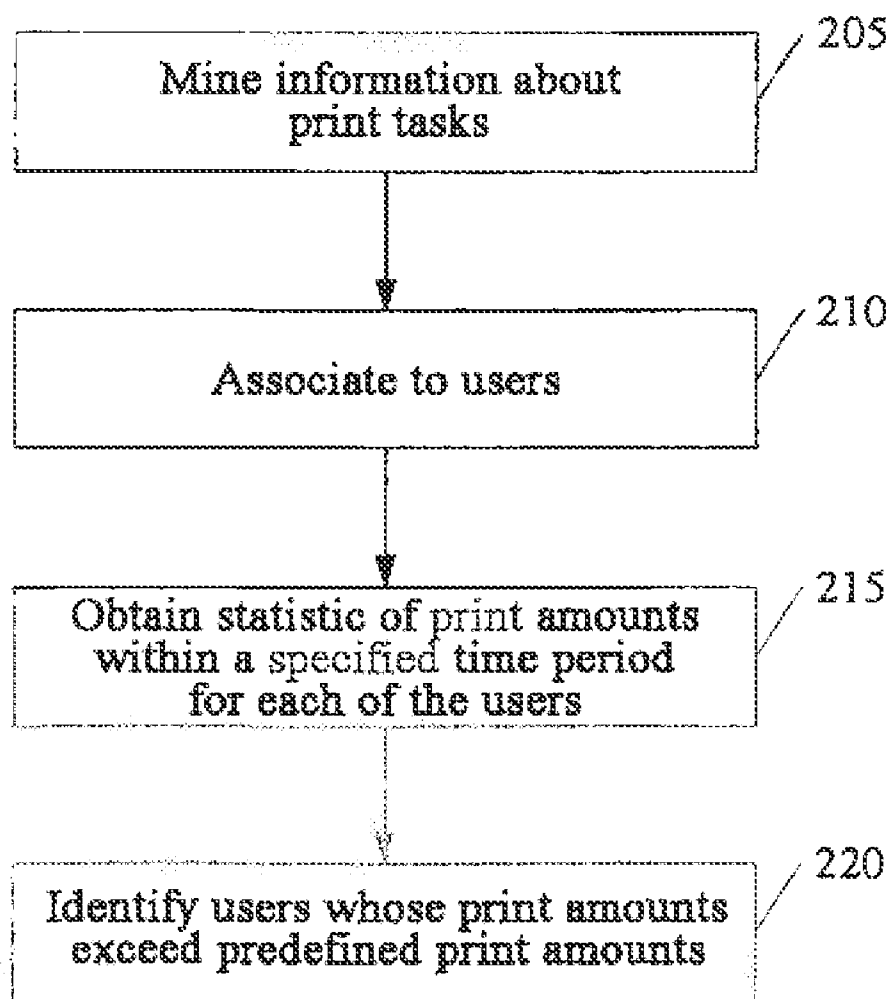 205
Mine information about
print tasks
210
Associate to users
215
Obtain statistic of print amounts
within a specified time period
for each of the users
220
Identify users whose print amounts
exceed predefined print amounts